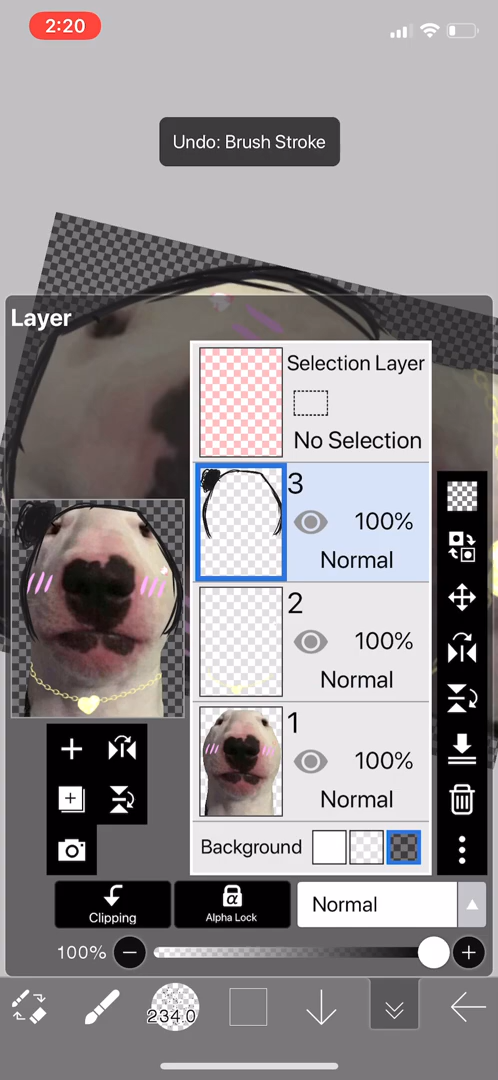 2:20
Undo: Brush Stroke
Layer
Selection Layer
No Selection
3
100%
Normal
2
100%
Normal
1
100%
Normal
Background
Clipping
α
Alpha Lock
Normal
100%
234.0